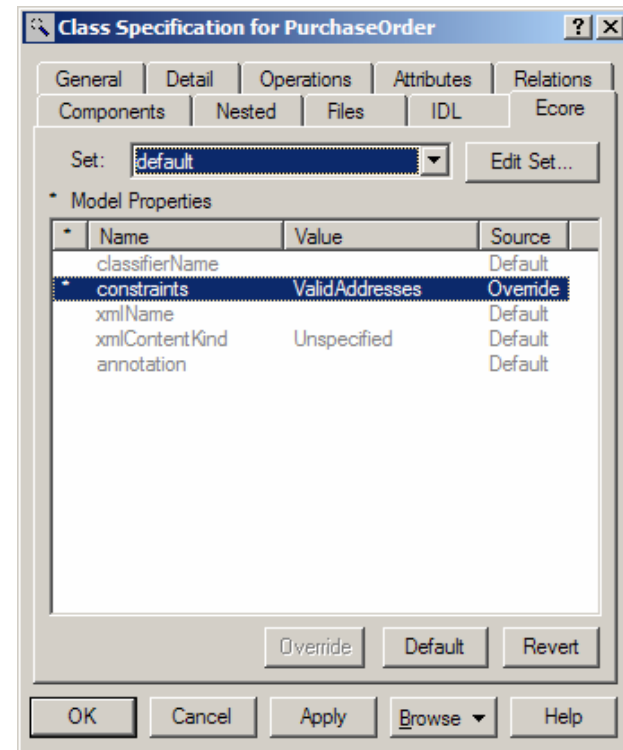 Class Specification for PurchaseOrder
General Detail Operations Attributes Relations
Components Nested Files IDL Ecore
Set: default Edit Set...
* Model Properties
* Name Value Source
classifierName Default
* constraints ValidAddresses Override
xmlName Default
xmlContentKind Unspecified Default
annotation Default
Override Default Revert
OK Cancel Apply Browse Help